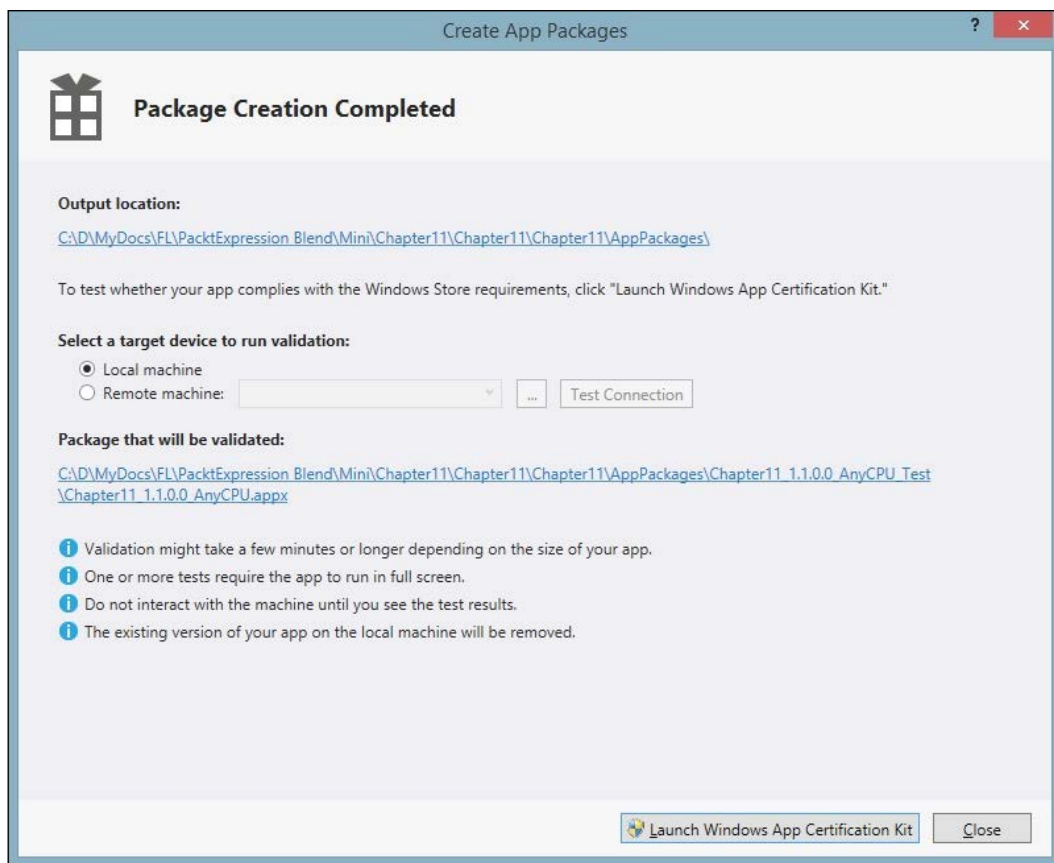 Create App Packages
?
Package Creation Completed
Output location:
C:\D\MyDocs\FL\PacktExpression Blend\Mini\Chapter11\Chapter11\Chapter11\AppPackages\
To test whether your app complies with the Windows Store requirements, click "Launch Windows App Certification Kit."
Select a target device to run validation:
Local machine
Remote machine:
...
Test Connection
Package that will be validated:
C:\D\MyDocs\FL\PacktExpression Blend\Mini\Chapter11\Chapter11\Chapter11\AppPackages\Chapter11_1.1.0.0_AnyCPU_Test
\Chapter11_1.1.0.0_AnyCPU.appx
Validation might take a few minutes or longer depending on the size of your app.
One or more tests require the app to run in full screen.
Do not interact with the machine until you see the test results.
The existing version of your app on the local machine will be removed.
Launch Windows App Certification Kit
Close